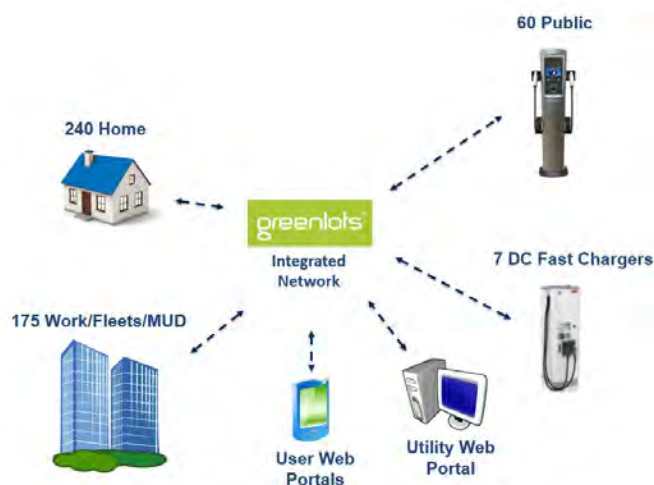 60 Public
240 Home
greenlots
Integrated
Network
7 DC Fast Chargers
175 Work/Fleets/MUD
User Web
Portals
Utility Web
Portal